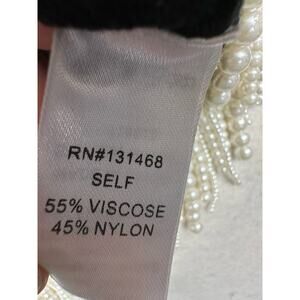 RN#131468
SELF
55% VISCOSE
45% NYLON